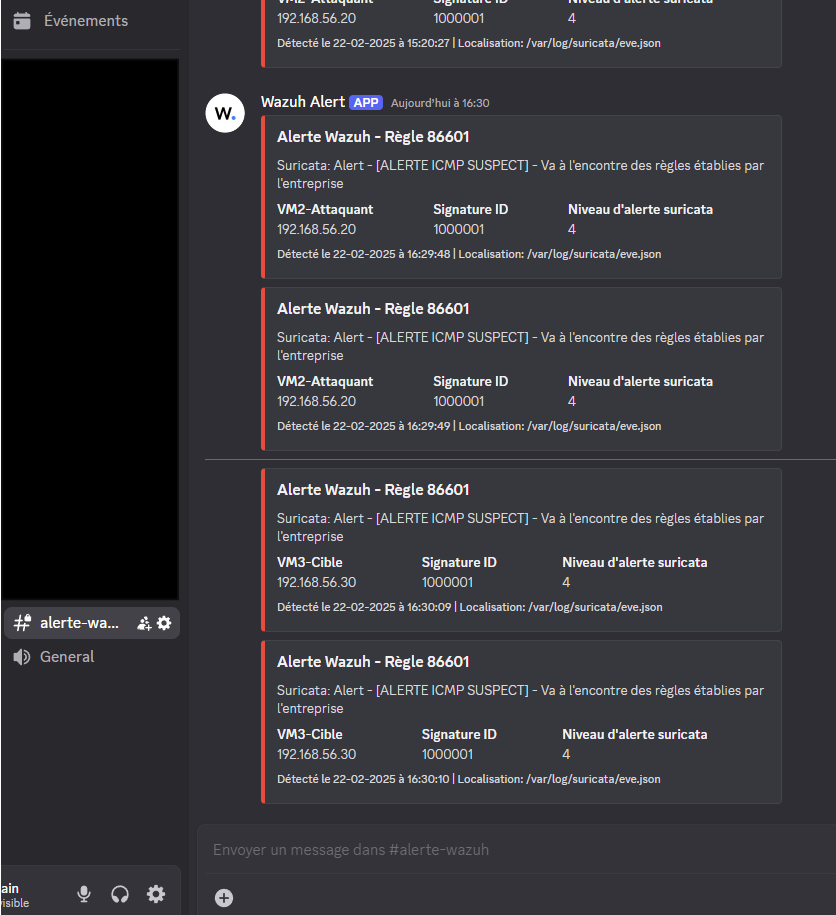 Événements
alerte-wa...
General
ain
visible
VM2-Attaquant Signature ID Niveau d'alerte suricata
192.168.56.20 1000001 4
Détecté le 22-02-2025 à 15:20:27 | Localisation: /var/log/suricata/eve.json
W.
Wazuh Alert APP Aujourd'hui à 16:30
Alerte Wazuh - Règle 86601
Suricata: Alert - [ALERTE ICMP SUSPECT] - Va à l'encontre des règles établies par
l'entreprise
VM2-Attaquant Signature ID Niveau d'alerte suricata
192.168.56.20 1000001 4
Détecté le 22-02-2025 à 16:29:48 | Localisation: /var/log/suricata/eve.json
Alerte Wazuh - Règle 86601
Suricata: Alert - [ALERTE ICMP SUSPECT] - Va à l'encontre des règles établies par
l'entreprise
VM2-Attaquant Signature ID Niveau d'alerte suricata
192.168.56.20 1000001 4
Détecté le 22-02-2025 à 16:29:49 | Localisation: /var/log/suricata/eve.json
Alerte Wazuh - Règle 86601
Suricata: Alert - [ALERTE ICMP SUSPECT] - Va à l'encontre des règles établies par
l'entreprise
VM3-Cible Signature ID Niveau d'alerte suricata
192.168.56.30 1000001 4
Détecté le 22-02-2025 à 16:30:09 | Localisation: /var/log/suricata/eve.json
Alerte Wazuh - Règle 86601
Suricata: Alert - [ALERTE ICMP SUSPECT] - Va à l'encontre des règles établies par
l'entreprise
VM3-Cible Signature ID Niveau d'alerte suricata
192.168.56.30 1000001 4
Détecté le 22-02-2025 à 16:30:10 | Localisation: /var/log/suricata/eve.json
Envoyer un message dans #alerte-wazuh